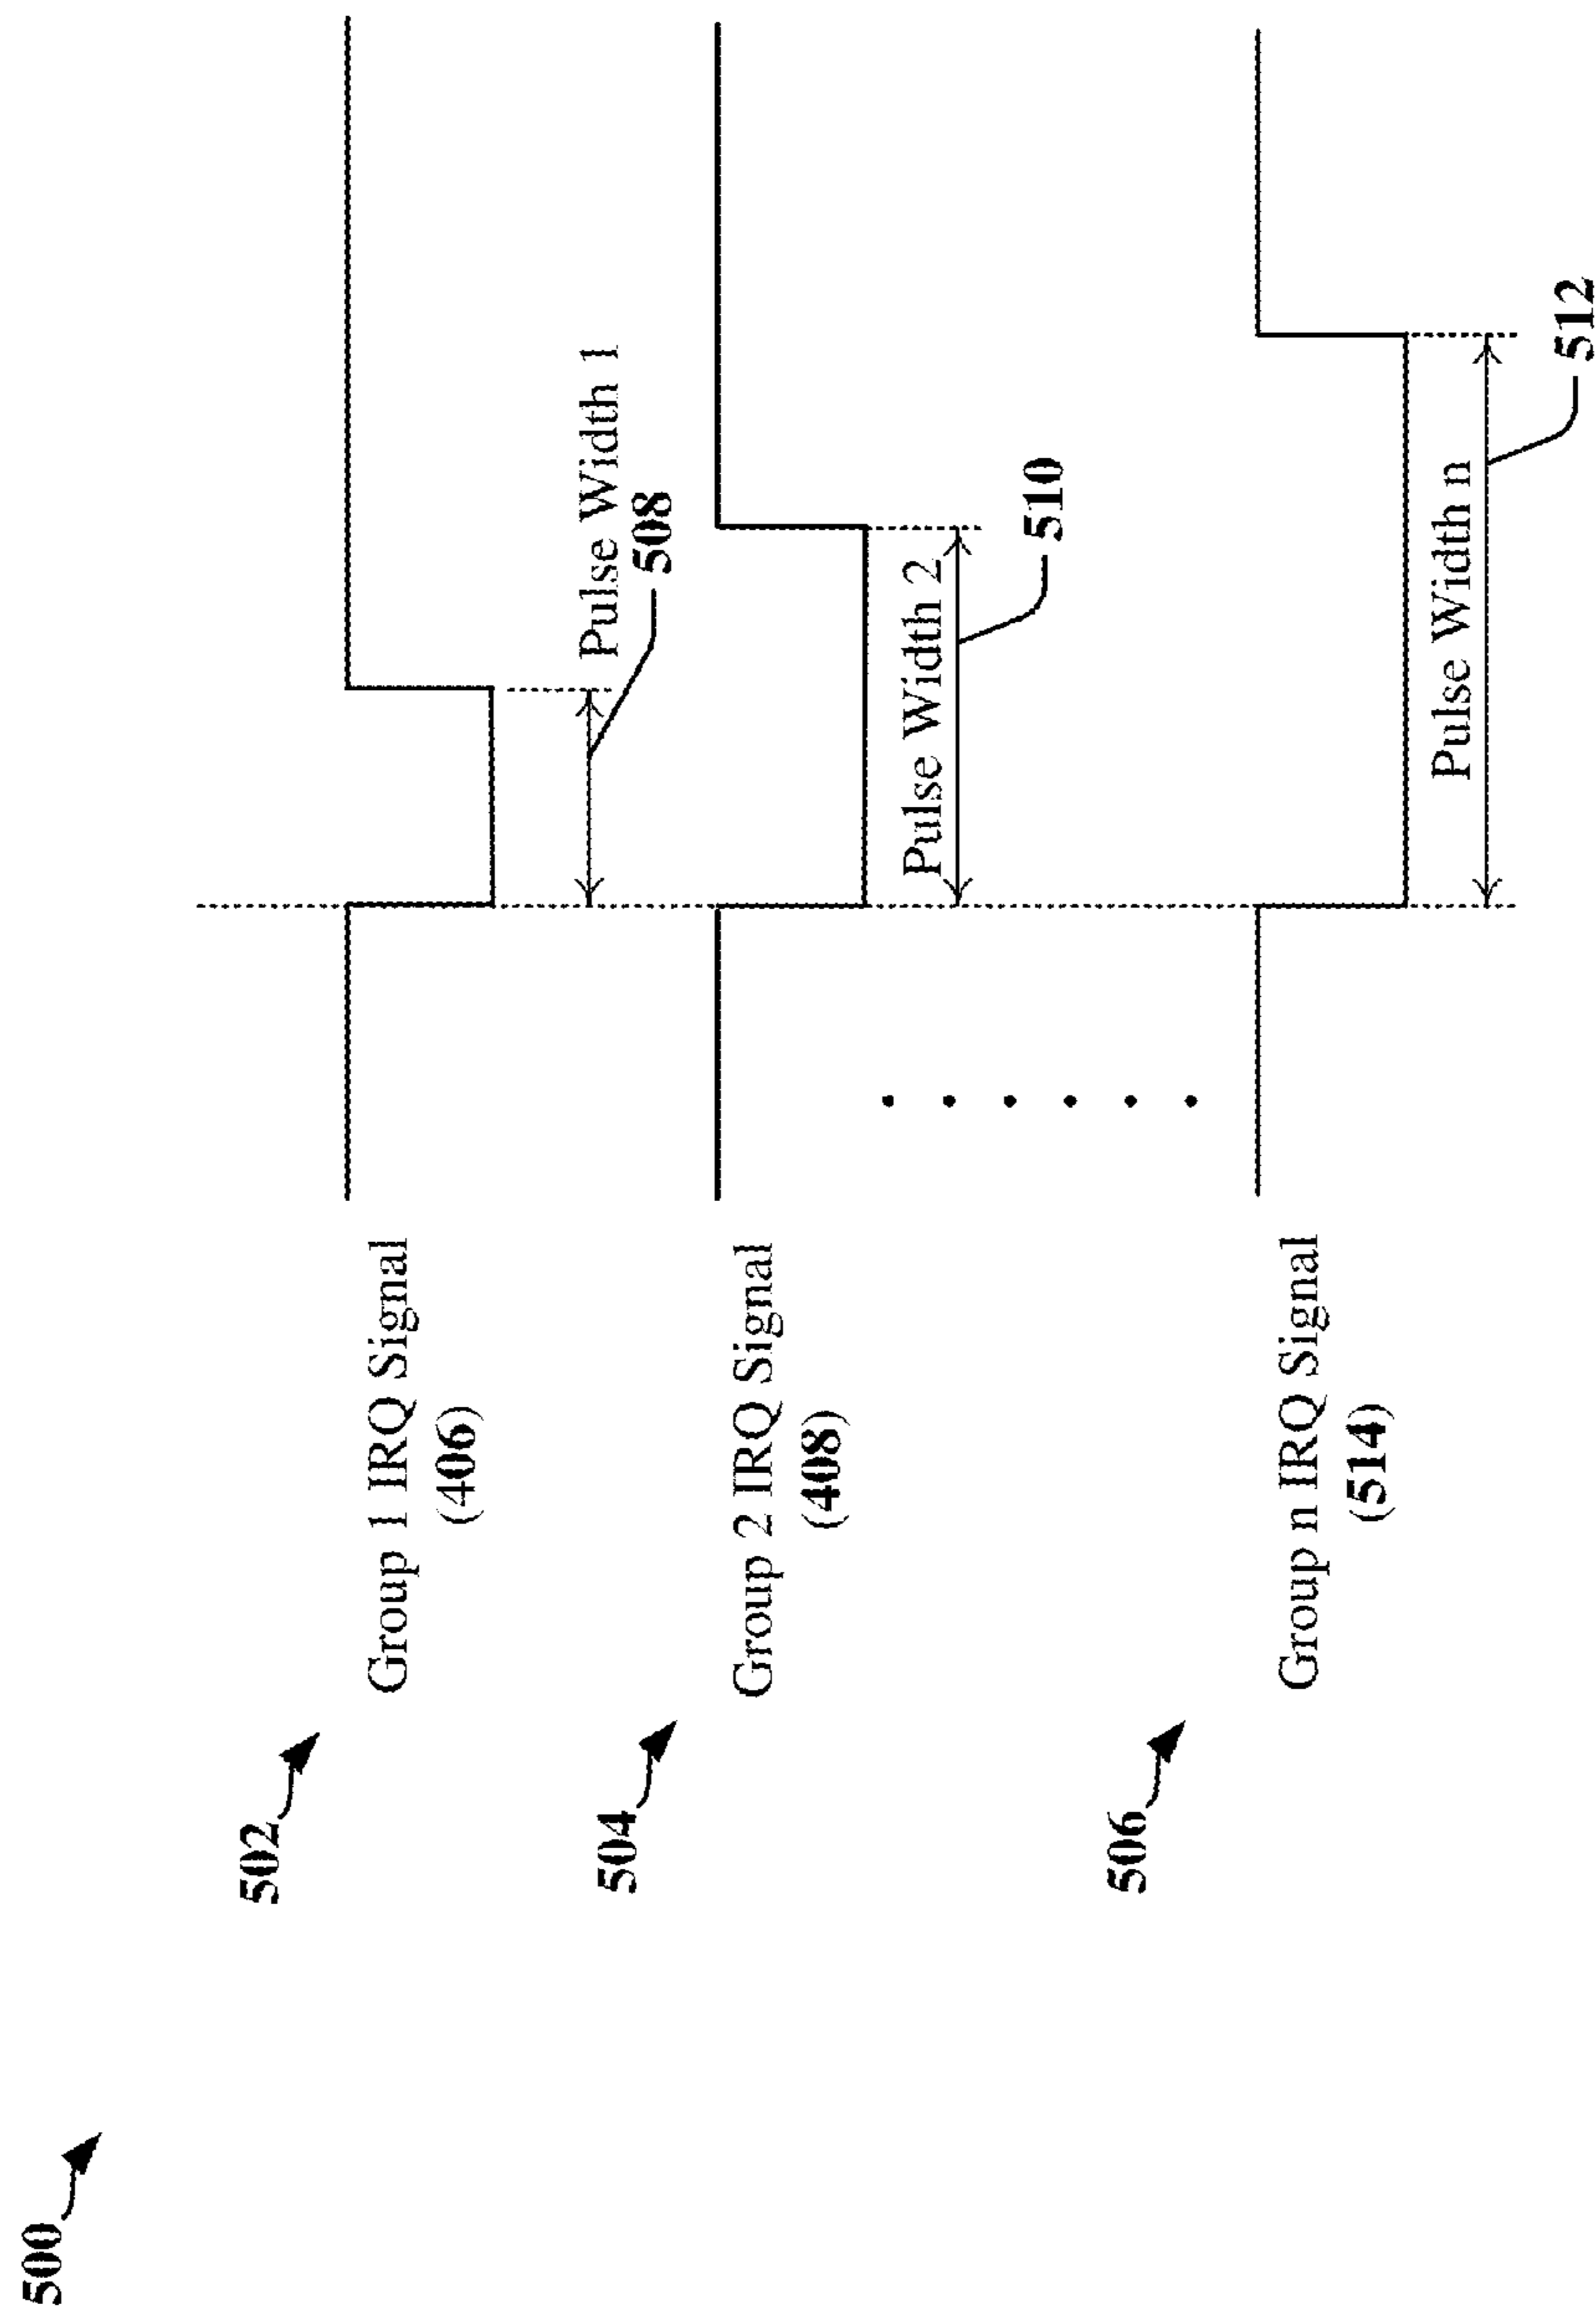 500
502
Group 1 IRQ Signal
(406)
Pulse Width 1
508
504
Group 2 IRQ Signal
(408)
Pulse Width 2
510
506
Group n IRQ Signal
(514)
Pulse Width n
512